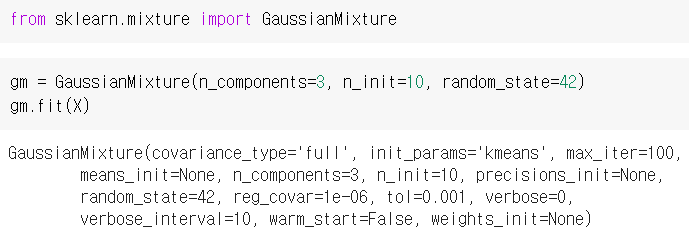 from sklearn.mixture import GaussianMixture
gm = GaussianMixture(n_components=3, n_init=10, random_state=42)
gm.fit(X)
GaussianMixture(covariance_type='full', init_params='kmeans', max_iter=100,
means_init=None, n_components=3, n_init=10, precisions_init=None,
random_state=42, reg_covar=1e-06, tol=0.001, verbose=0,
verbose_interval=10, warm_start=False, weights_init=None)